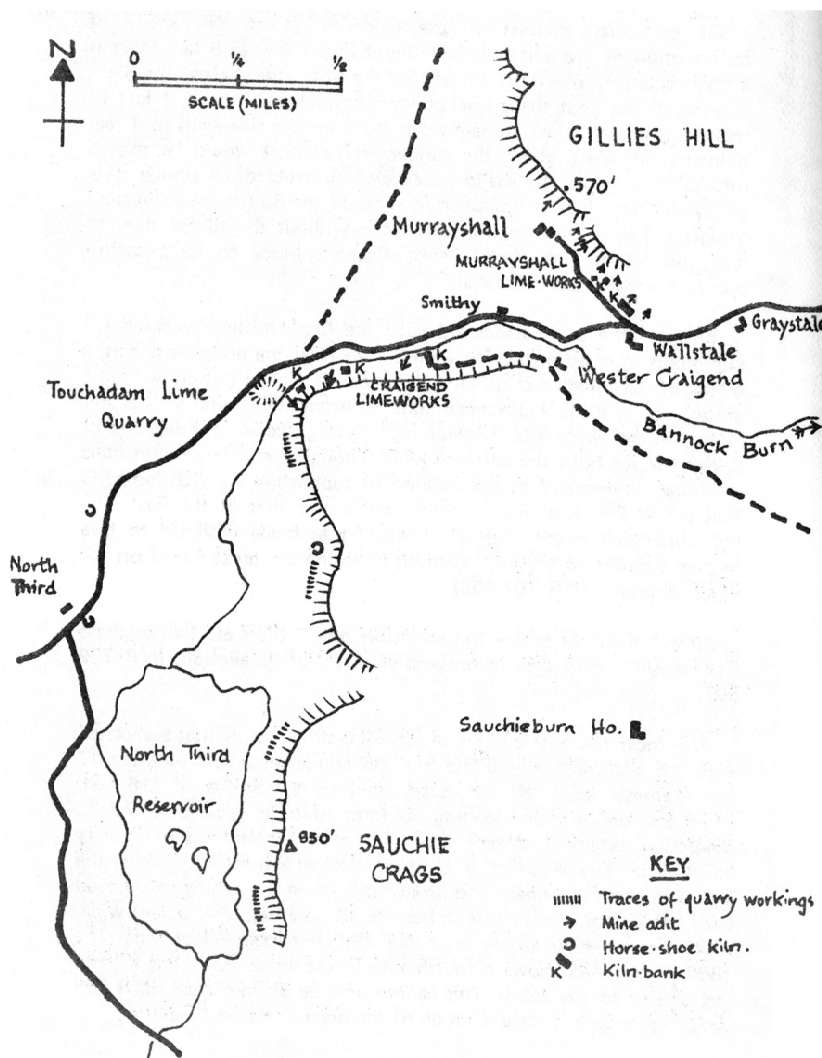 N
0 ¼ ½
SCALE (MILES)
GILLIES HILL
570'
Murrayshall
MURRAYSHALL
LIME-WORKS
K
Smithy
Graystale
Wallstale
K
K
CRAIGEND
LIMEWORKS
Wester Craigend
Touchadam Lime
Quarry
Bannock Burn
North
Third
Sauchieburn Ho.
North Third
Reservoir
850'
SAUCHIE
CRAGS
KEY
Traces of quarry workings
Mine adit
Horse-shoe kiln.
K Kiln-bank